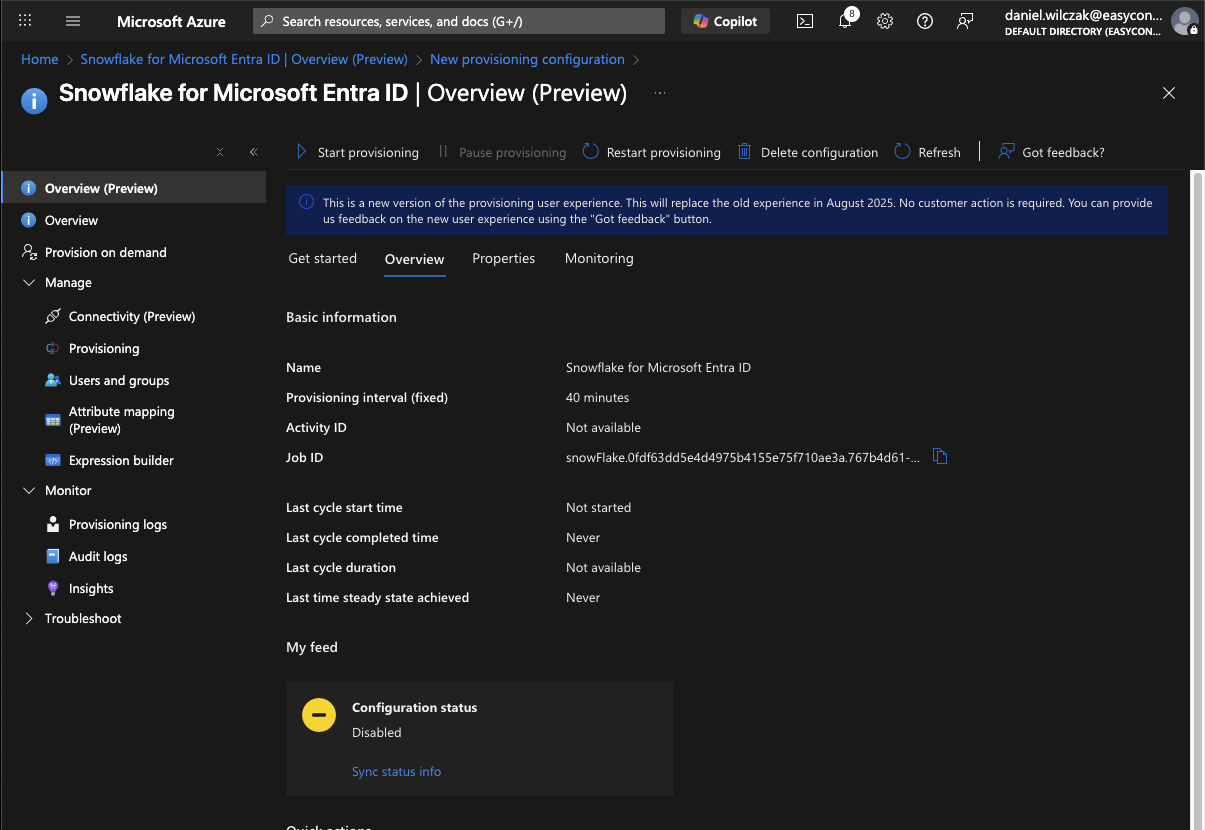 Microsoft Azure
Search resources, services, and docs (G+/)
Copilot
8
daniel.wilczak@easycon...
DEFAULT DIRECTORY (EASYCON...
Home > Snowflake for Microsoft Entra ID | Overview (Preview) > New provisioning configuration >
Snowflake for Microsoft Entra ID | Overview (Preview) ...
Start provisioning
Pause provisioning
Restart provisioning
Delete configuration
Refresh
Got feedback?
Overview (Preview)
Overview
Provision on demand
Manage
Connectivity (Preview)
Provisioning
Users and groups
Attribute mapping
(Preview)
Expression builder
Monitor
Provisioning logs
Audit logs
Insights
Troubleshoot
This is a new version of the provisioning user experience. This will replace the old experience in August 2025. No customer action is required. You can provide
us feedback on the new user experience using the "Got feedback" button.
Get started
Overview
Properties
Monitoring
Basic information
Name Snowflake for Microsoft Entra ID
Provisioning interval (fixed) 40 minutes
Activity ID Not available
Job ID snowFlake.0fdf63dd5e4d4975b4155e75f710ae3a.767b4d61-...
Last cycle start time Not started
Last cycle completed time Never
Last cycle duration Not available
Last time steady state achieved Never
My feed
Configuration status
Disabled
Sync status info
Quick actions